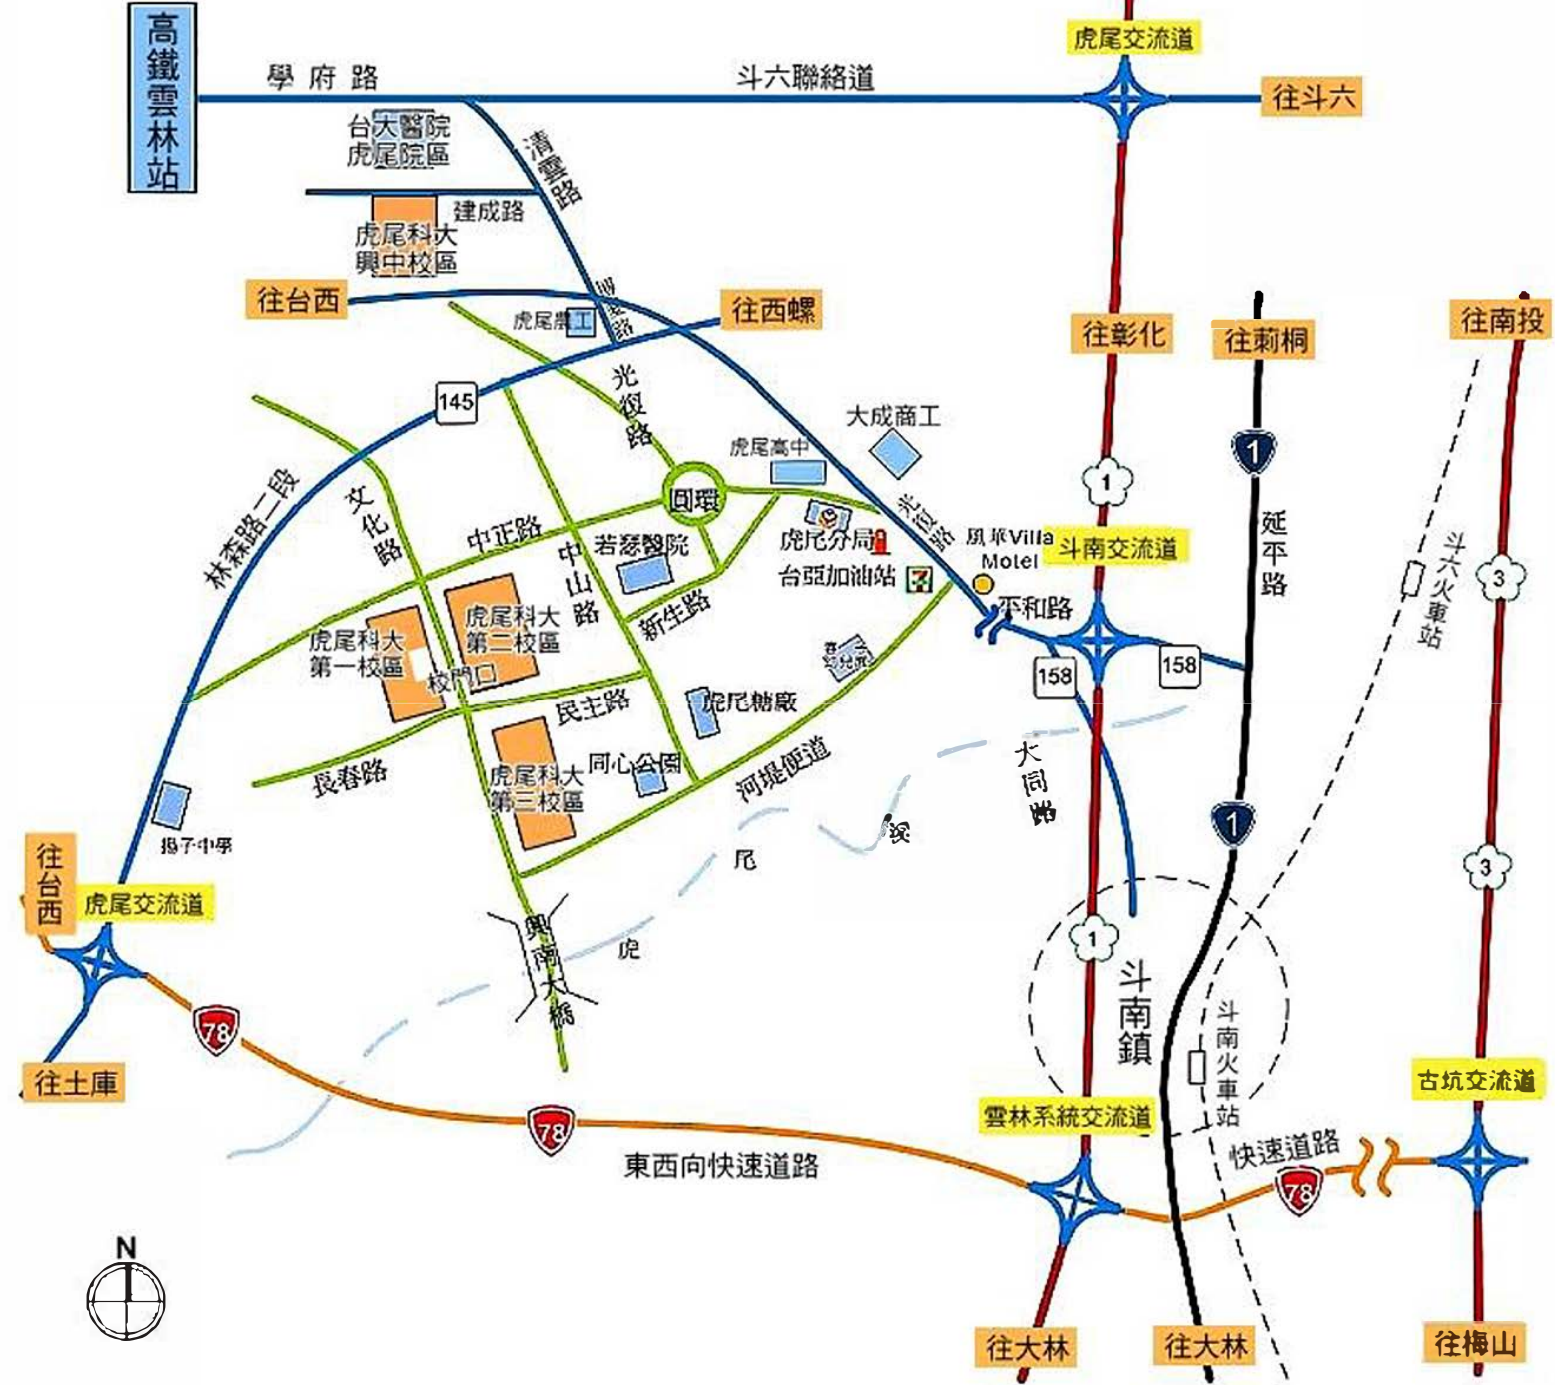 高鐵雲林站
學府路
斗六聯絡道
虎尾交流道
往斗六
台大醫院
虎尾院區
清雲路
建成路
虎尾科大
興中校區
往台西
虎尾農工
往西螺
往彰化
往莿桐
往南投
145
光復路
大成商工
虎尾高中
1
1
圓環
林森路二段
文化路
中正路
中山路
若瑟醫院
虎尾分局
台亞加油站
7
光復路
風華Villa
Motel
斗南交流道
延平路
斗六火車站
3
平和路
158
158
新生路
虎尾科大
第一校區
虎尾科大
第二校區
校門口
民主路
虎尾糖廠
長春路
虎尾科大
第三校區
同心公園
河堤便道
大同路
揚子中學
1
3
尾
溪
虎
往台西
虎尾交流道
興南大橋
1
斗南鎮
斗南火車站
78
往土庫
78
東西向快速道路
雲林系統交流道
快速道路
78
古坑交流道
N
往大林
往大林
往梅山